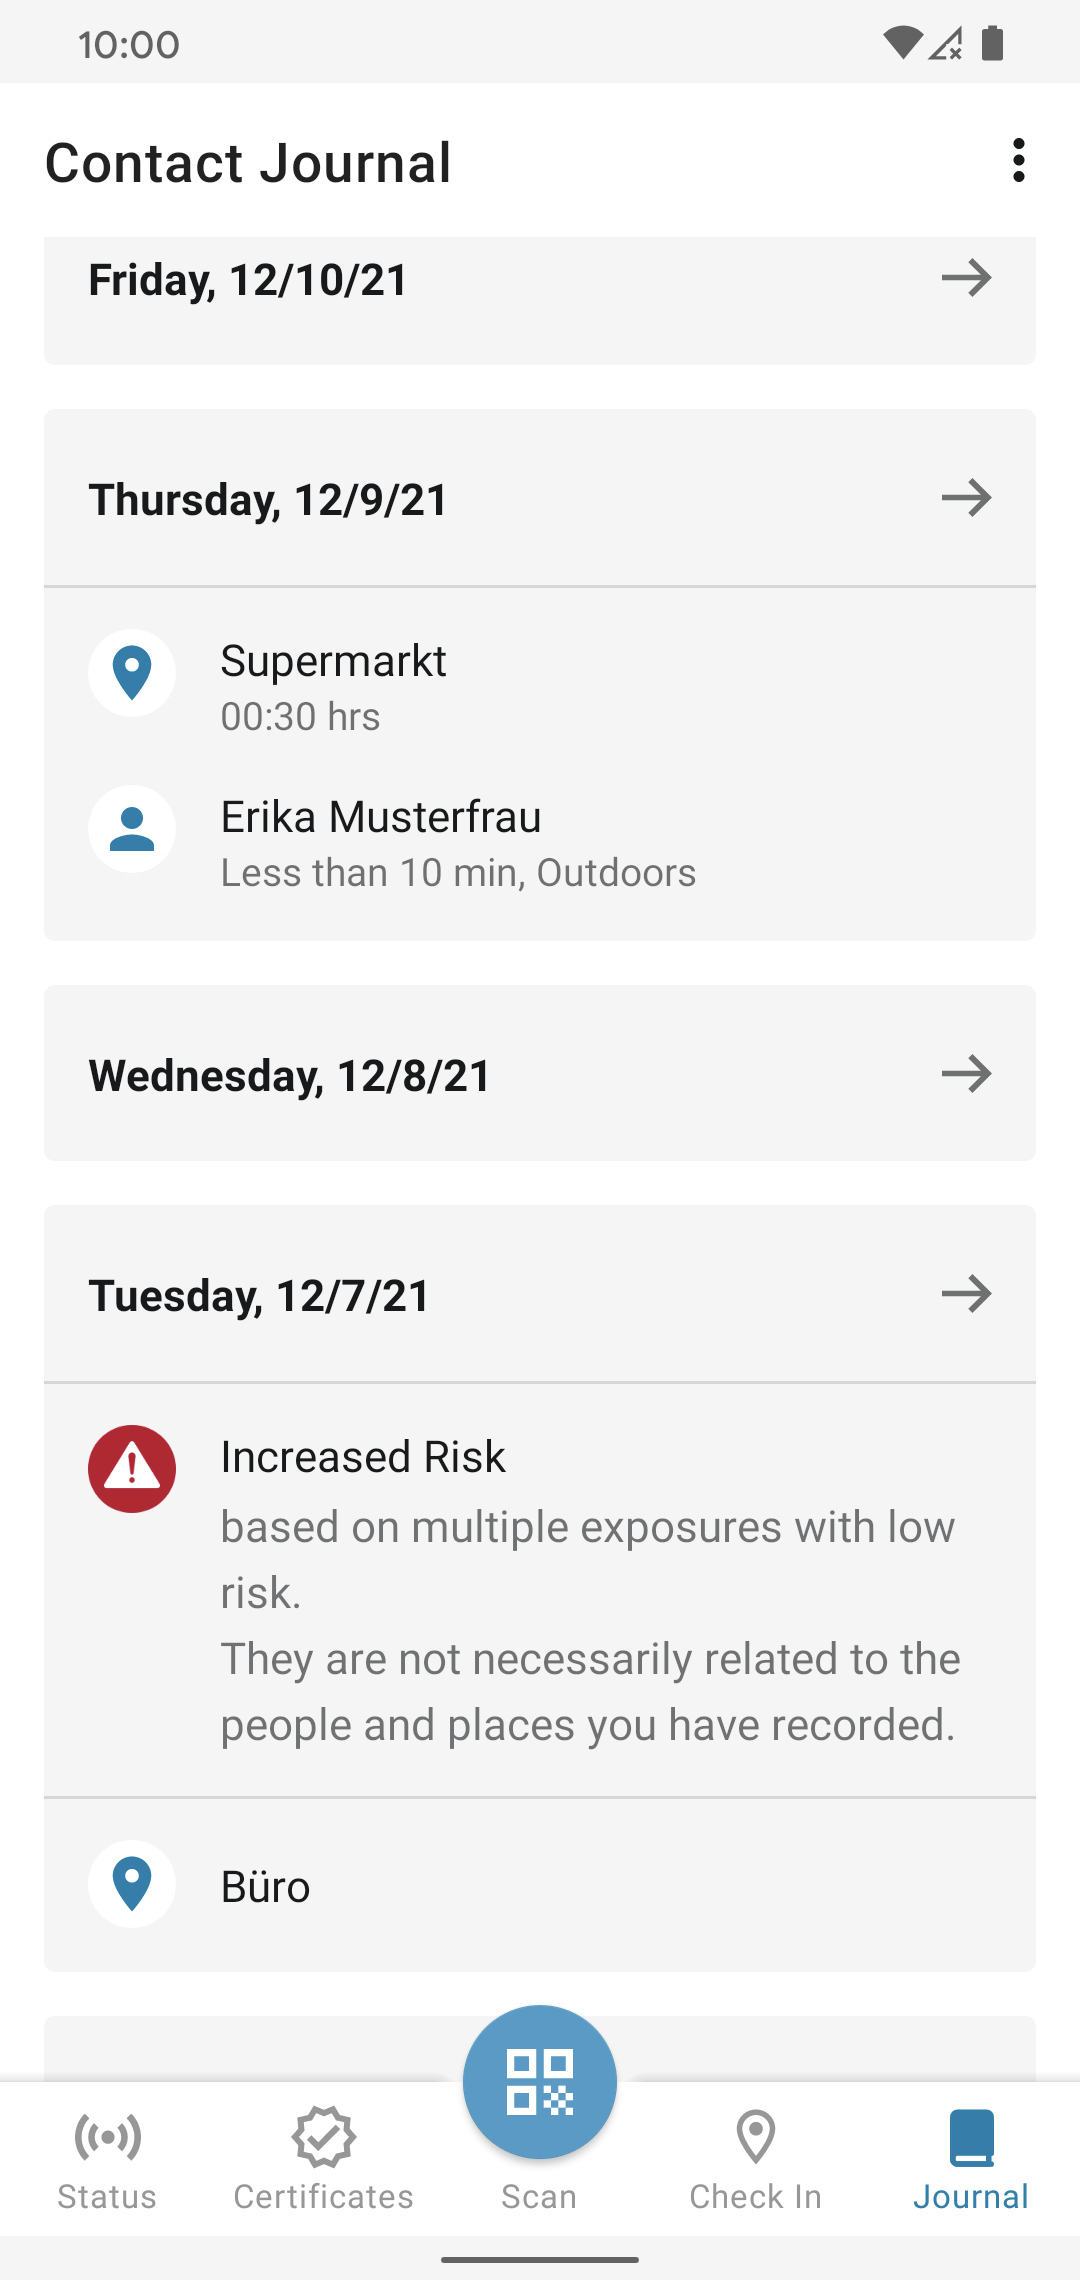 10:00
Contact Journal
Friday, 12/10/21
Thursday, 12/9/21
Supermarkt
00:30 hrs
Erika Musterfrau
Less than 10 min, Outdoors
Wednesday, 12/8/21
Tuesday, 12/7/21
Increased Risk
based on multiple exposures with low
risk.
They are not necessarily related to the
people and places you have recorded.
Büro
Status
Certificates
Scan
Check In
Journal